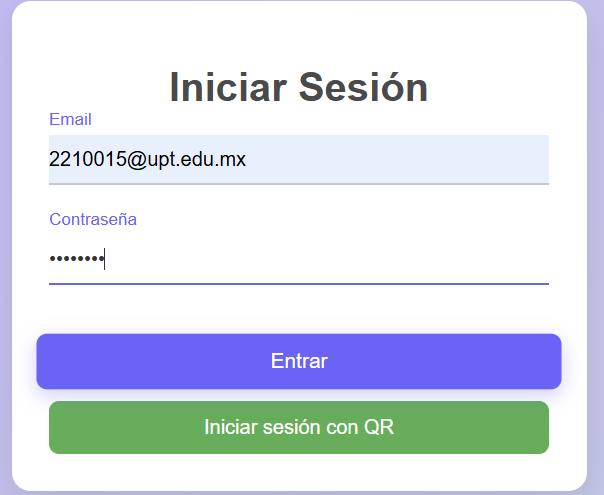 Iniciar Sesión
Email
2210015@upt.edu.mx
Contraseña
••••••••
Entrar
Iniciar sesión con QR